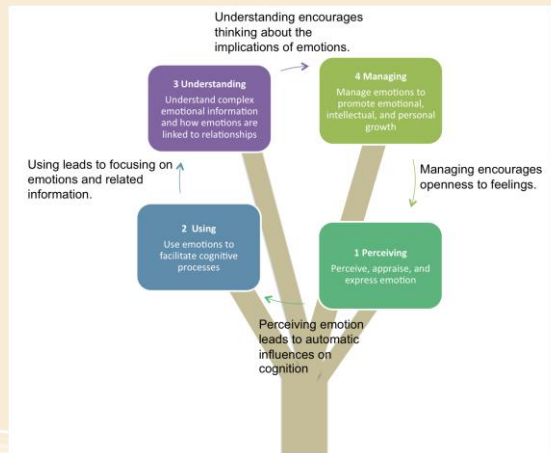 Understanding encourages
thinking about the
implications of emotions.
3 Understanding
Understand complex
emotional information
and how emotions are
linked to relationships
4 Managing
Manage emotions to
promote emotional,
intellectual, and personal
growth
Using leads to focusing on
emotions and related
information.
Managing encourages
openness to feelings.
2 Using
Use emotions to
facilitate cognitive
processes
1 Perceiving
Perceive, appraise, and
express emotion
Perceiving emotion
leads to automatic
influences on
cognition